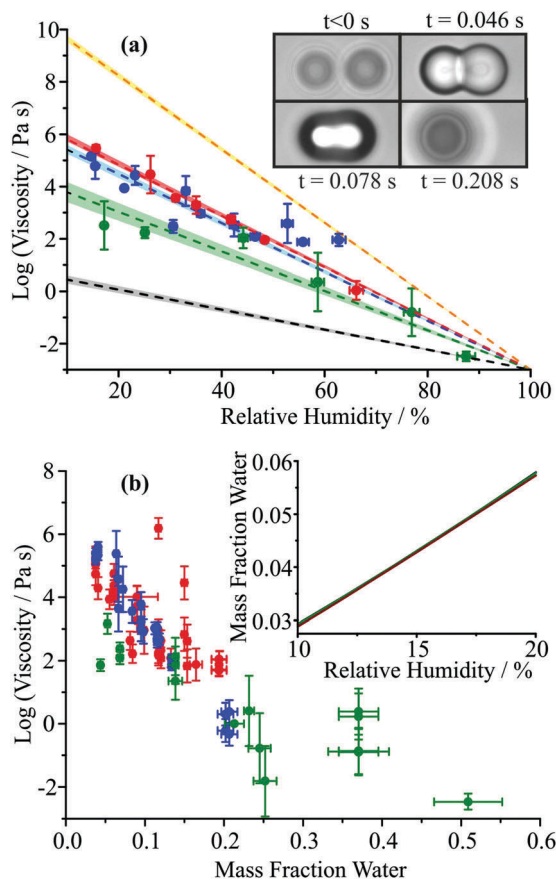 (a)
t<0 s
t = 0.046 s
t = 0.078 s
t = 0.208 s
Log (Viscosity / Pa s)
10
8
6
4
2
0
-2
20
40
60
80
100
Relative Humidity / %
(b)
Log (Viscosity / Pa s)
8
6
4
2
0
-2
0.0
0.1
0.2
0.3
0.4
0.5
0.6
Mass Fraction Water
Mass Fraction Water
0.06
0.05
0.04
0.03
10
15
20
Relative Humidity / %